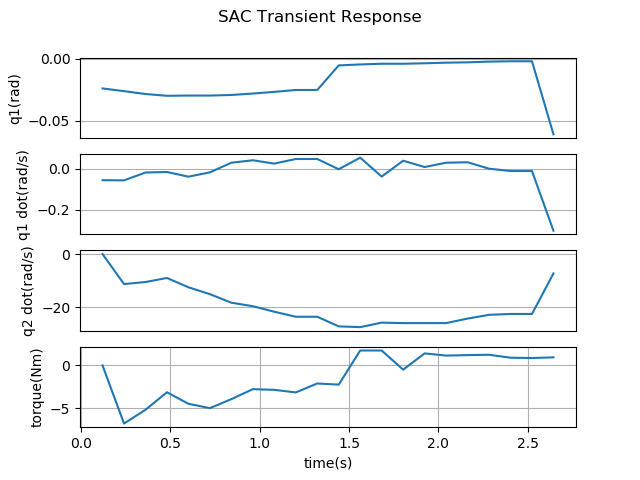 SAC Transient Response
0.00
−0.05
q1(rad)
0.0
−0.2
q1 dot(rad/s)
0
−20
q2 dot(rad/s)
0
−5
torque(Nm)
0.0 0.5 1.0 1.5 2.0 2.5
time(s)